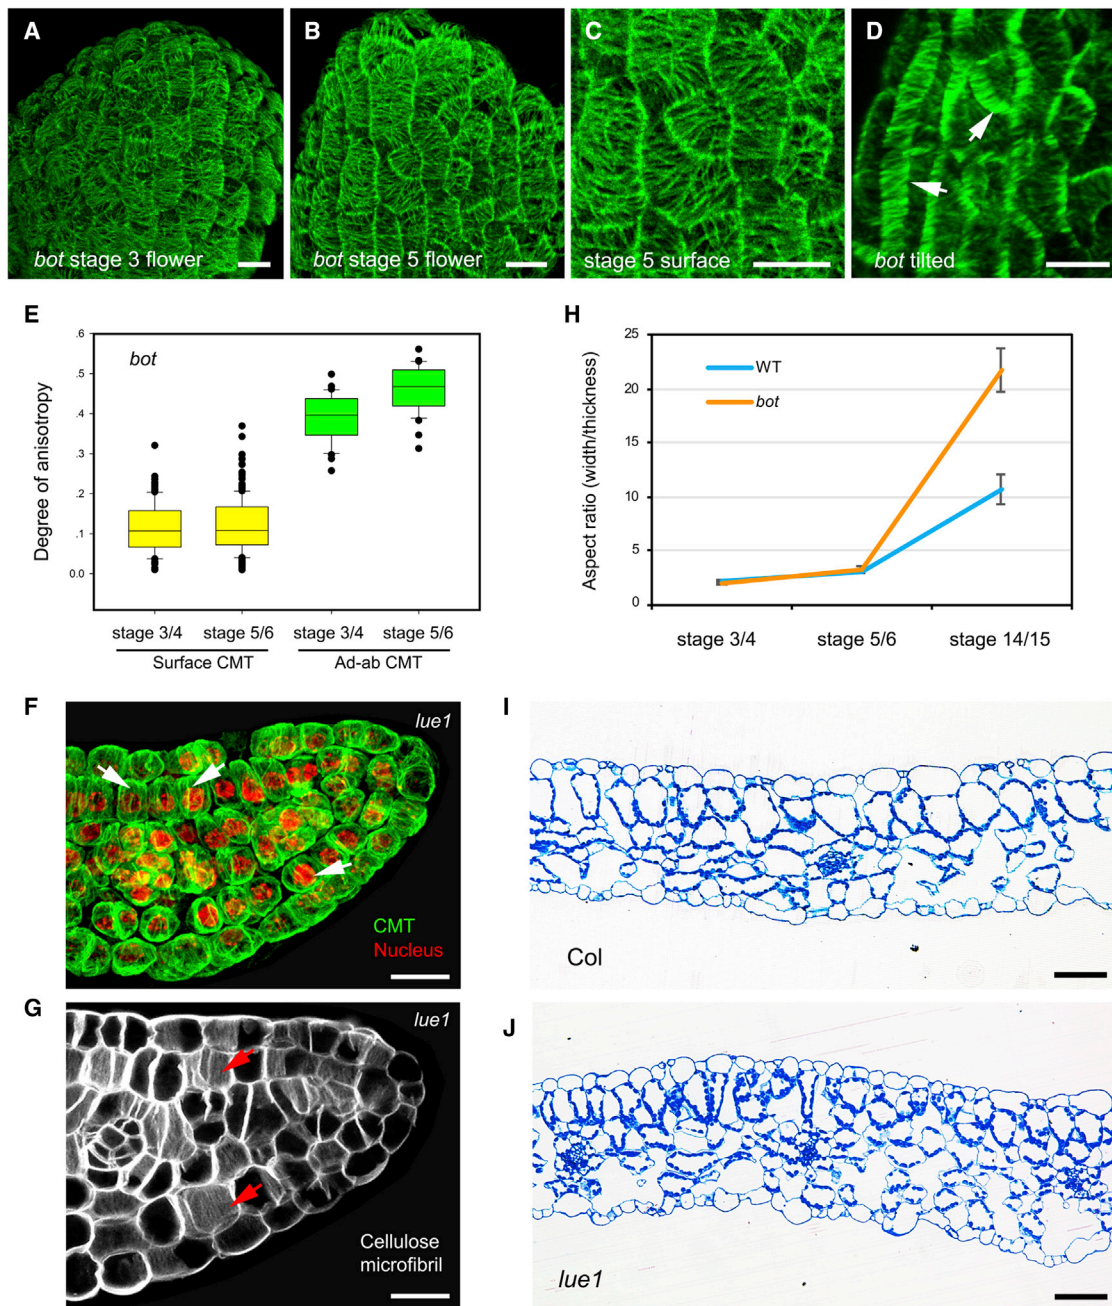 A
bot stage 3 flower
B
bot stage 5 flower
C
stage 5 surface
D
bot tilted
E
bot
Degree of anisotropy
.6
.5
.4
.3
.2
.1
0.0
stage 3/4
stage 5/6
stage 3/4
stage 5/6
Surface CMT
Ad-ab CMT
H
WT
bot
Aspect ratio (width/thickness)
25
20
15
10
5
0
stage 3/4
stage 5/6
stage 14/15
F
lue1
CMT
Nucleus
G
lue1
Cellulose
microfibril
I
Col
J
lue1